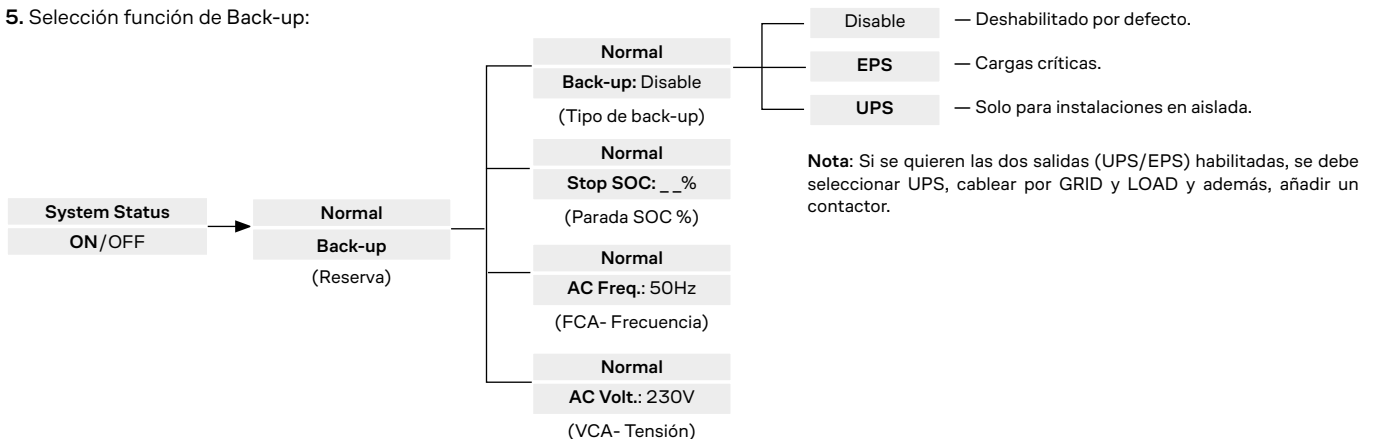 5. Selección función de Back-up:
System Status
ON/OFF
Normal
Back-up
(Reserva)
Normal
Back-up: Disable
(Tipo de back-up)
Normal
Stop SOC: _ _%
(Parada SOC %)
Normal
AC Freq.: 50Hz
(FCA- Frecuencia)
Normal
AC Volt.: 230V
(VCA- Tensión)
Disable — Deshabilitado por defecto.
EPS — Cargas críticas.
UPS — Solo para instalaciones en aislada.
Nota: Si se quieren las dos salidas (UPS/EPS) habilitadas, se debe
seleccionar UPS, cablear por GRID y LOAD y además, añadir un
contactor.